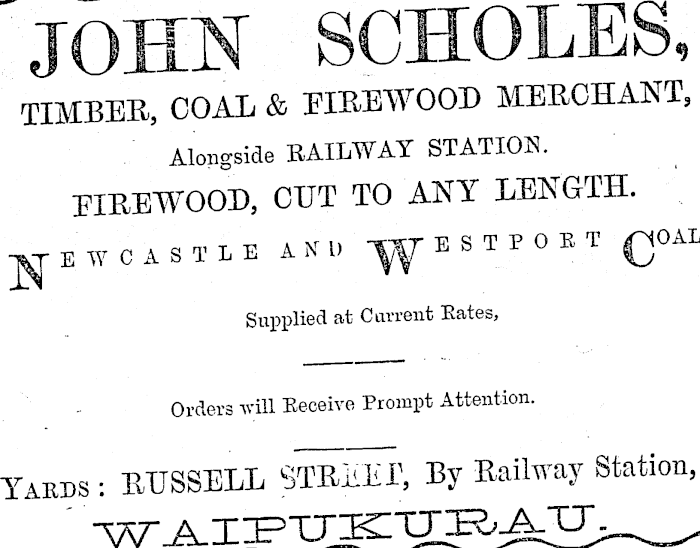 JOHN SCHOLES,
TIMBER, COAL & FIREWOOD MERCHANT,
Alongside RAILWAY STATION.
FIREWOOD, CUT TO ANY LENGTH.
NEWCASTLE AND WESTPORT COAL
Supplied at Current Rates,
Orders will Receive Prompt Attention.
YARDS: RUSSELL STREET, By Railway Station,
WAIPUKURAU.